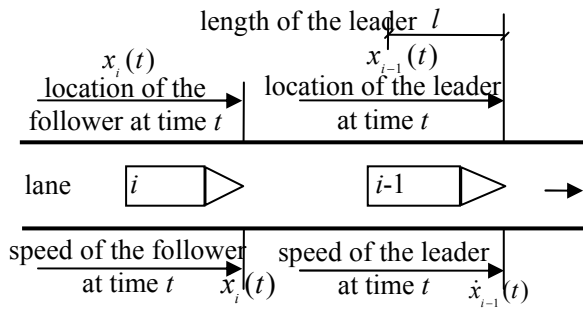 length of the leader l
x_i(t) x_{i-1}(t)
location of the location of the leader
follower at time t at time t
lane i i-1
speed of the follower speed of the leader
at time t x_i(t) at time t ẋ_{i-1}(t)